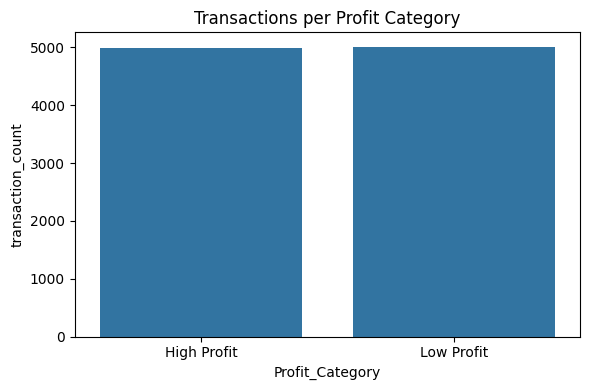 Transactions per Profit Category
transaction_count
5000
4000
3000
2000
1000
0
High Profit
Low Profit
Profit_Category